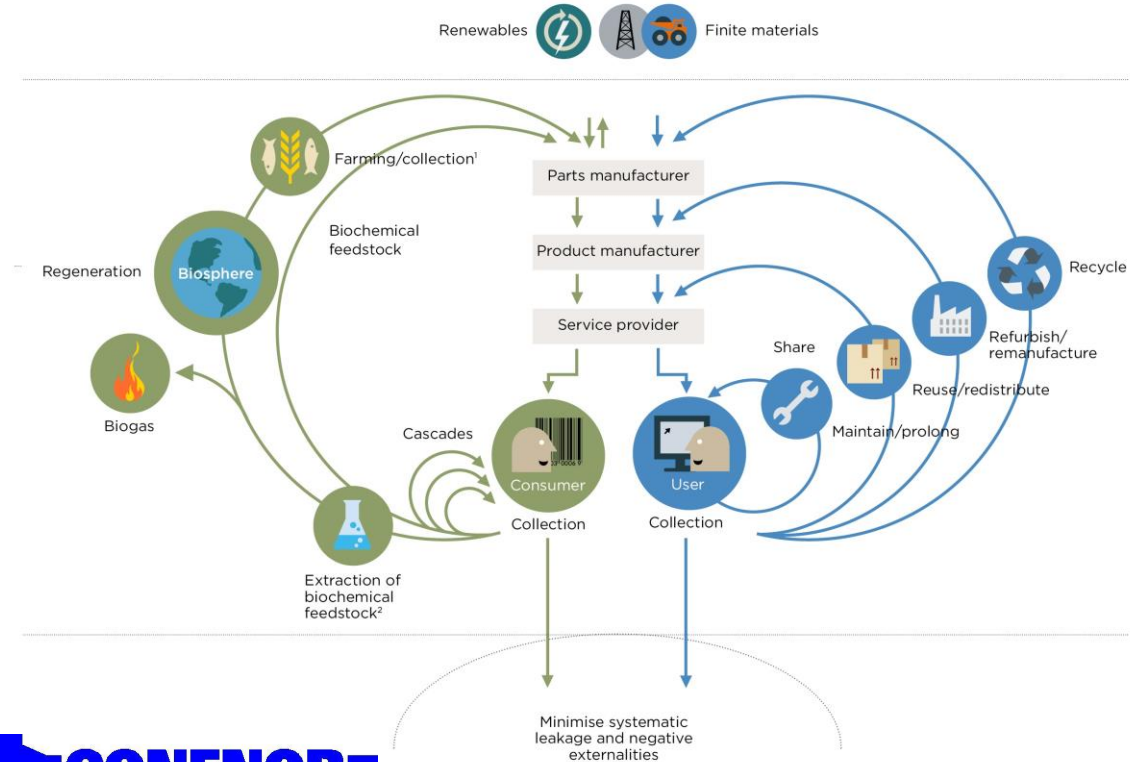 Renewables
Finite materials
Farming/collection¹
Parts manufacturer
Biochemical
feedstock
Product manufacturer
Regeneration
Biosphere
Recycle
Service provider
Share
Refurbish/
remanufacture
Reuse/redistribute
Biogas
Cascades
Maintain/prolong
Consumer
User
Collection
Collection
Extraction of
biochemical
feedstock²
Minimise systematic
leakage and negative
externalities